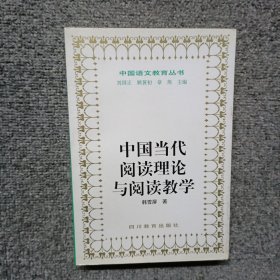 中国语文教育丛书
刘国正 顾黄初 章熊 主编
中国当代
阅读理论
与阅读教学
韩雪屏 著
四川教育出版社